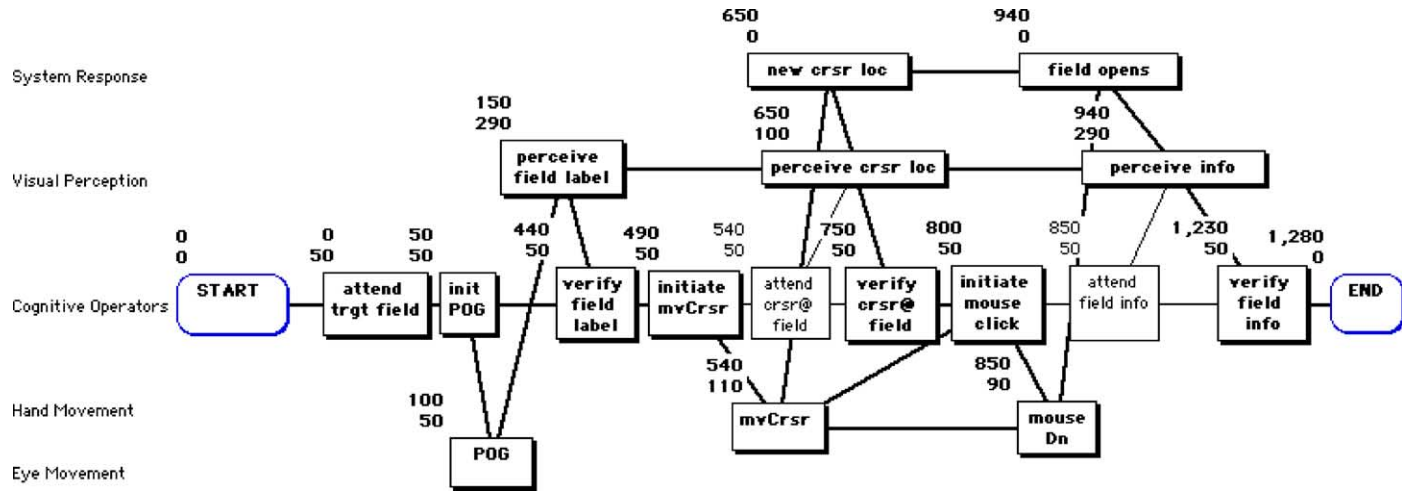 650
0
940
0
System Response
new crsr loc
field opens
150
290
650
100
940
290
Visual Perception
perceive
field label
perceive crsr loc
perceive info
0
0
0
50
50
50
440
50
490
50
540
50
750
50
800
50
850
50
1,230
50
1,280
0
Cognitive Operators
START
attend
trgt field
init
POG
verify
field
label
initiate
mvCrsr
attend
crsr@
field
verify
crsr@
field
initiate
mouse
click
attend
field info
verify
field
info
END
540
110
850
90
Hand Movement
mvCrsr
mouse
Dn
100
50
Eye Movement
POG